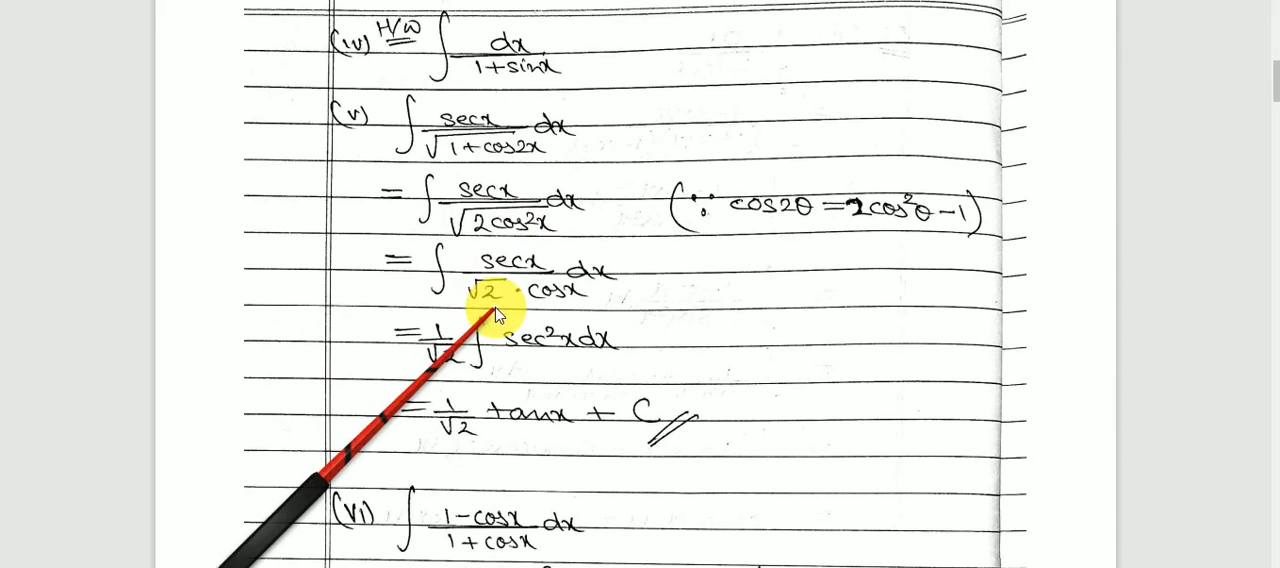 (iv) H/W ∫ dx / 1+sinx
(v) ∫ secx / √1+cos2x dx
= ∫ secx / √2cos²x dx (∵ cos2θ = 2cos²θ -1)
= ∫ secx / √2 · cosx dx
= 1/√2 ∫ sec²x dx
= 1/√2 tanx + C
(vi) ∫ 1-cosx / 1+cosx dx